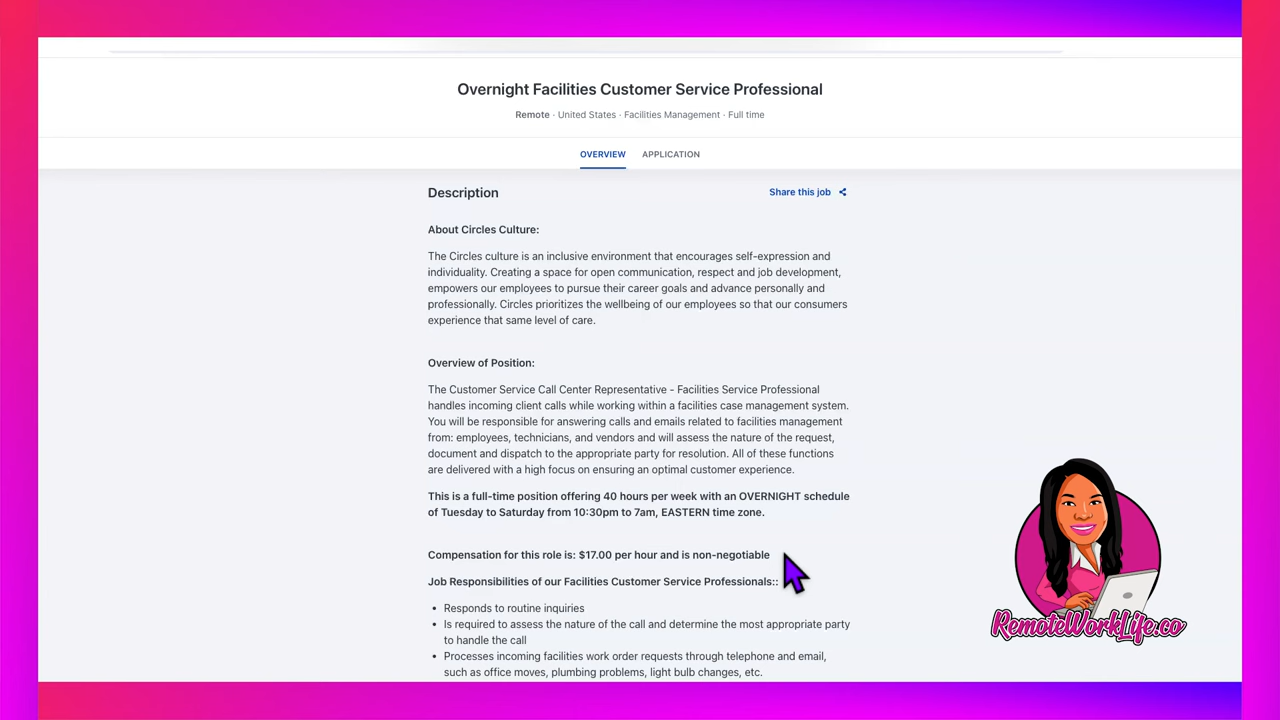 Overnight Facilities Customer Service Professional
Remote · United States · Facilities Management · Full time
OVERVIEW APPLICATION
Description
Share this job
About Circles Culture:
The Circles culture is an inclusive environment that encourages self-expression and
individuality. Creating a space for open communication, respect and job development,
empowers our employees to pursue their career goals and advance personally and
professionally. Circles prioritizes the wellbeing of our employees so that our consumers
experience that same level of care.
Overview of Position:
The Customer Service Call Center Representative - Facilities Service Professional
handles incoming client calls while working within a facilities case management system.
You will be responsible for answering calls and emails related to facilities management
from: employees, technicians, and vendors and will assess the nature of the request,
document and dispatch to the appropriate party for resolution. All of these functions
are delivered with a high focus on ensuring an optimal customer experience.
This is a full-time position offering 40 hours per week with an OVERNIGHT schedule
of Tuesday to Saturday from 10:30pm to 7am, EASTERN time zone.
Compensation for this role is: $17.00 per hour and is non-negotiable
Job Responsibilities of our Facilities Customer Service Professionals::
• Responds to routine inquiries
• Is required to assess the nature of the call and determine the most appropriate party
to handle the call
• Processes incoming facilities work order requests through telephone and email,
such as office moves, plumbing problems, light bulb changes, etc.
RemoteWorkLife.co